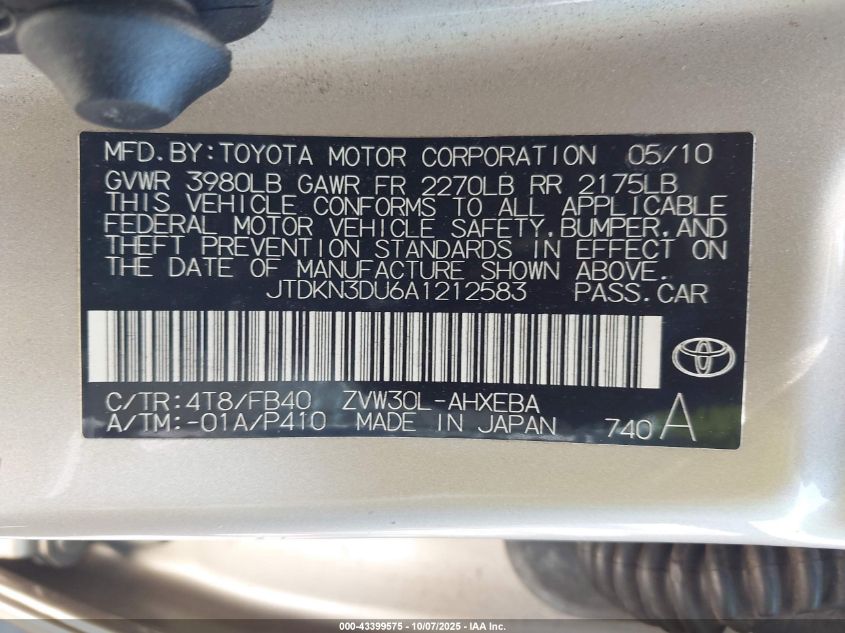 MFD.BY:TOYOTA MOTOR CORPORATION 05/10
GVWR 3980LB GAWR FR 2270LB RR 2175LB
THIS VEHICLE CONFORMS TO ALL APPLICABLE
FEDERAL MOTOR VEHICLE SAFETY,BUMPER,AND
THEFT PREVENTION STANDARDS IN EFFECT ON
THE DATE OF MANUFACTURE SHOWN ABOVE.
JTDKN3DU6A1212583 PASS.CAR
C/TR:4T8/FB40 ZVW30L-AHXEBA
A/TM:-01A/P410 MADE IN JAPAN 740A
000-43399575 - 10/07/2025 - IAA Inc.